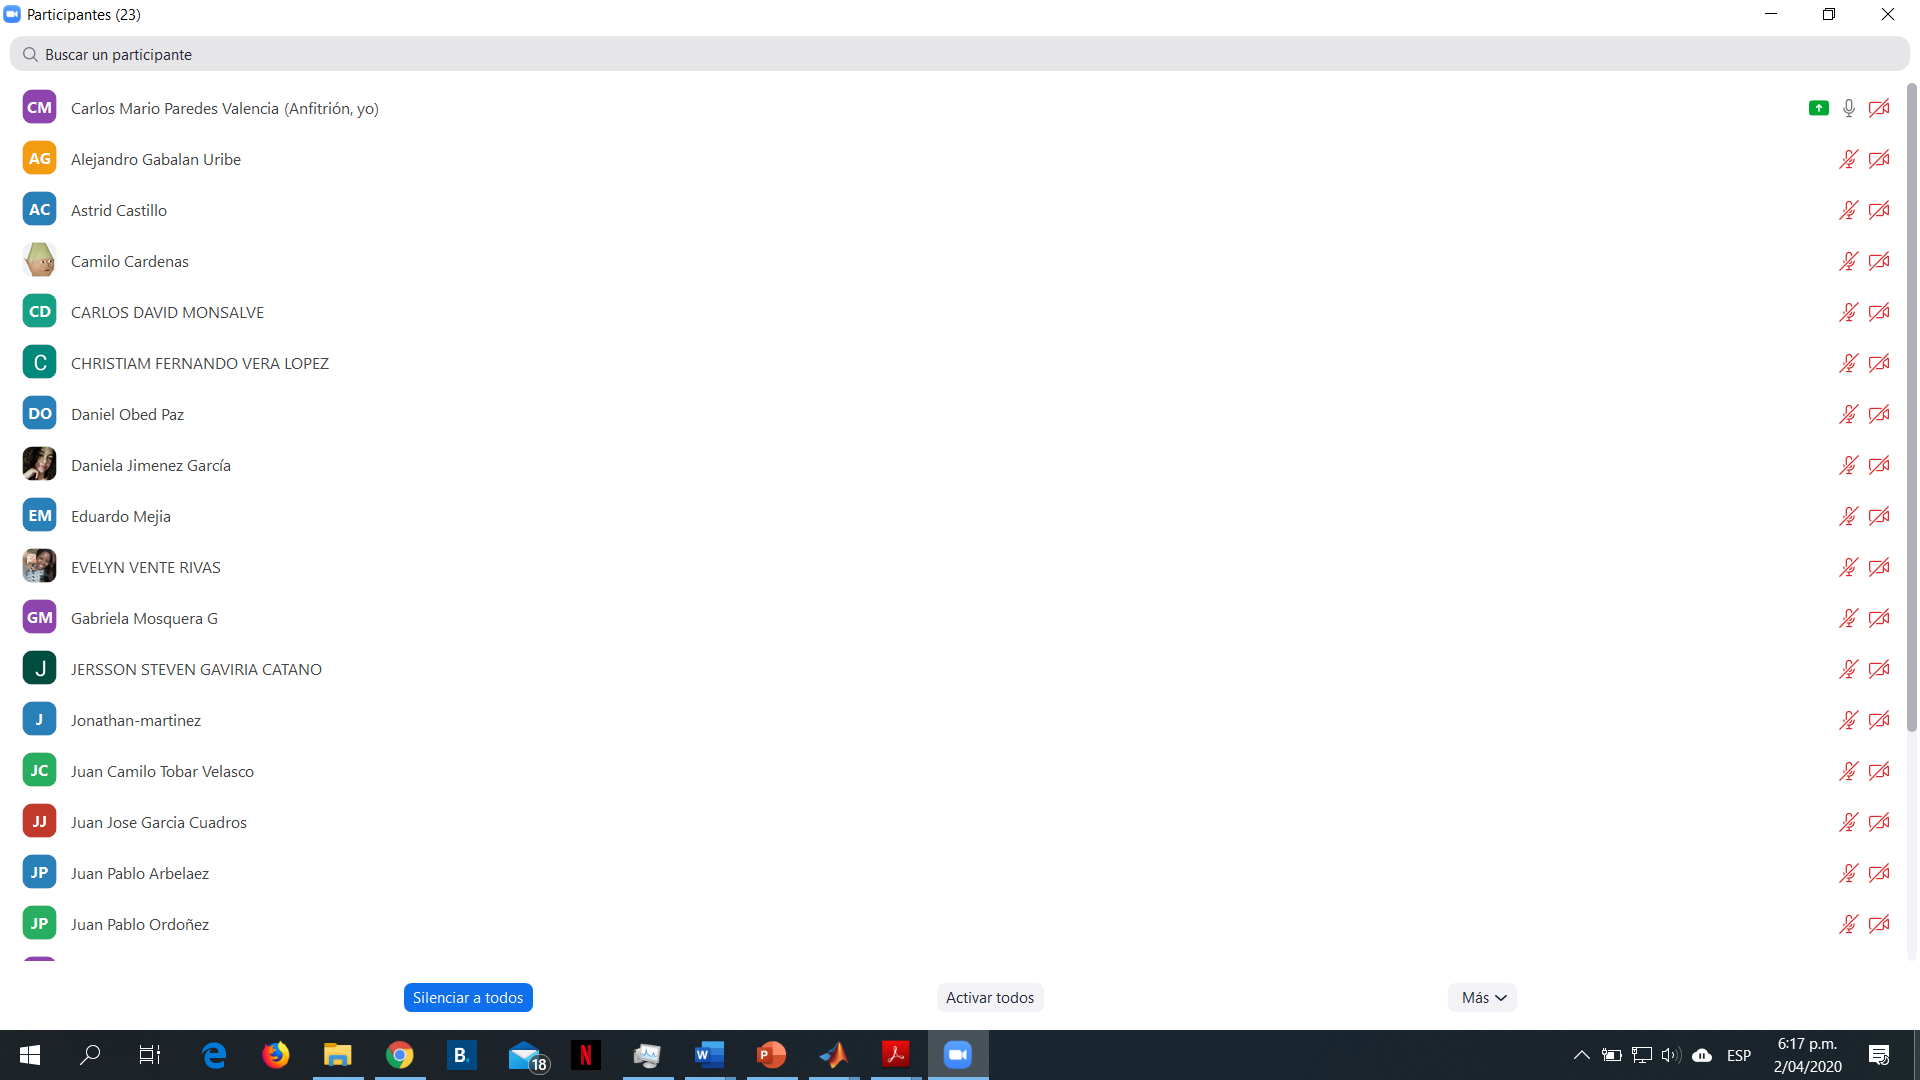 Participantes (23)
Buscar un participante
CM Carlos Mario Paredes Valencia (Anfitrión, yo)
AG Alejandro Gabalan Uribe
AC Astrid Castillo
Camilo Cardenas
CD CARLOS DAVID MONSALVE
C CHRISTIAM FERNANDO VERA LOPEZ
DO Daniel Obed Paz
Daniela Jimenez García
EM Eduardo Mejia
EVELYN VENTE RIVAS
GM Gabriela Mosquera G
J JERSSON STEVEN GAVIRIA CATANO
J Jonathan-martinez
JC Juan Camilo Tobar Velasco
JJ Juan Jose Garcia Cuadros
JP Juan Pablo Arbelaez
JP Juan Pablo Ordoñez
Silenciar a todos Activar todos Más
B. 18 N W P ESP 6:17 p.m.
2/04/2020